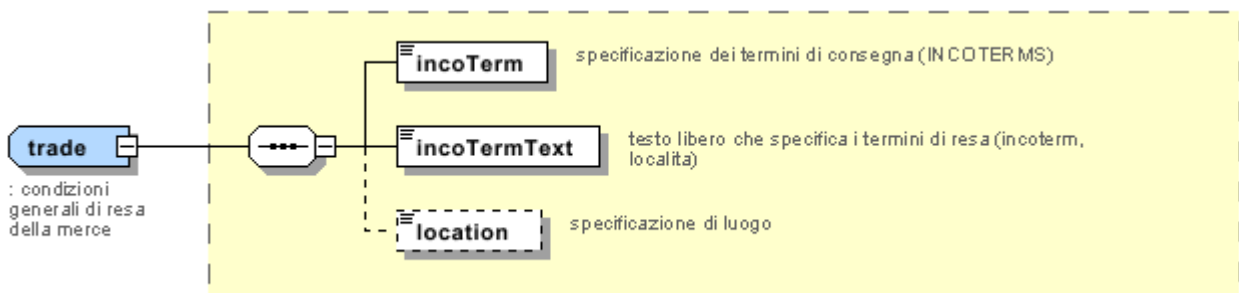 incoTerm
specificazione dei termini di consegna (INCOTERMS)
trade
: condizioni
generali di resa
della merce
incoTermText
testo libero che specifica i termini di resa (incoterm,
localita)
location
specificazione di luogo